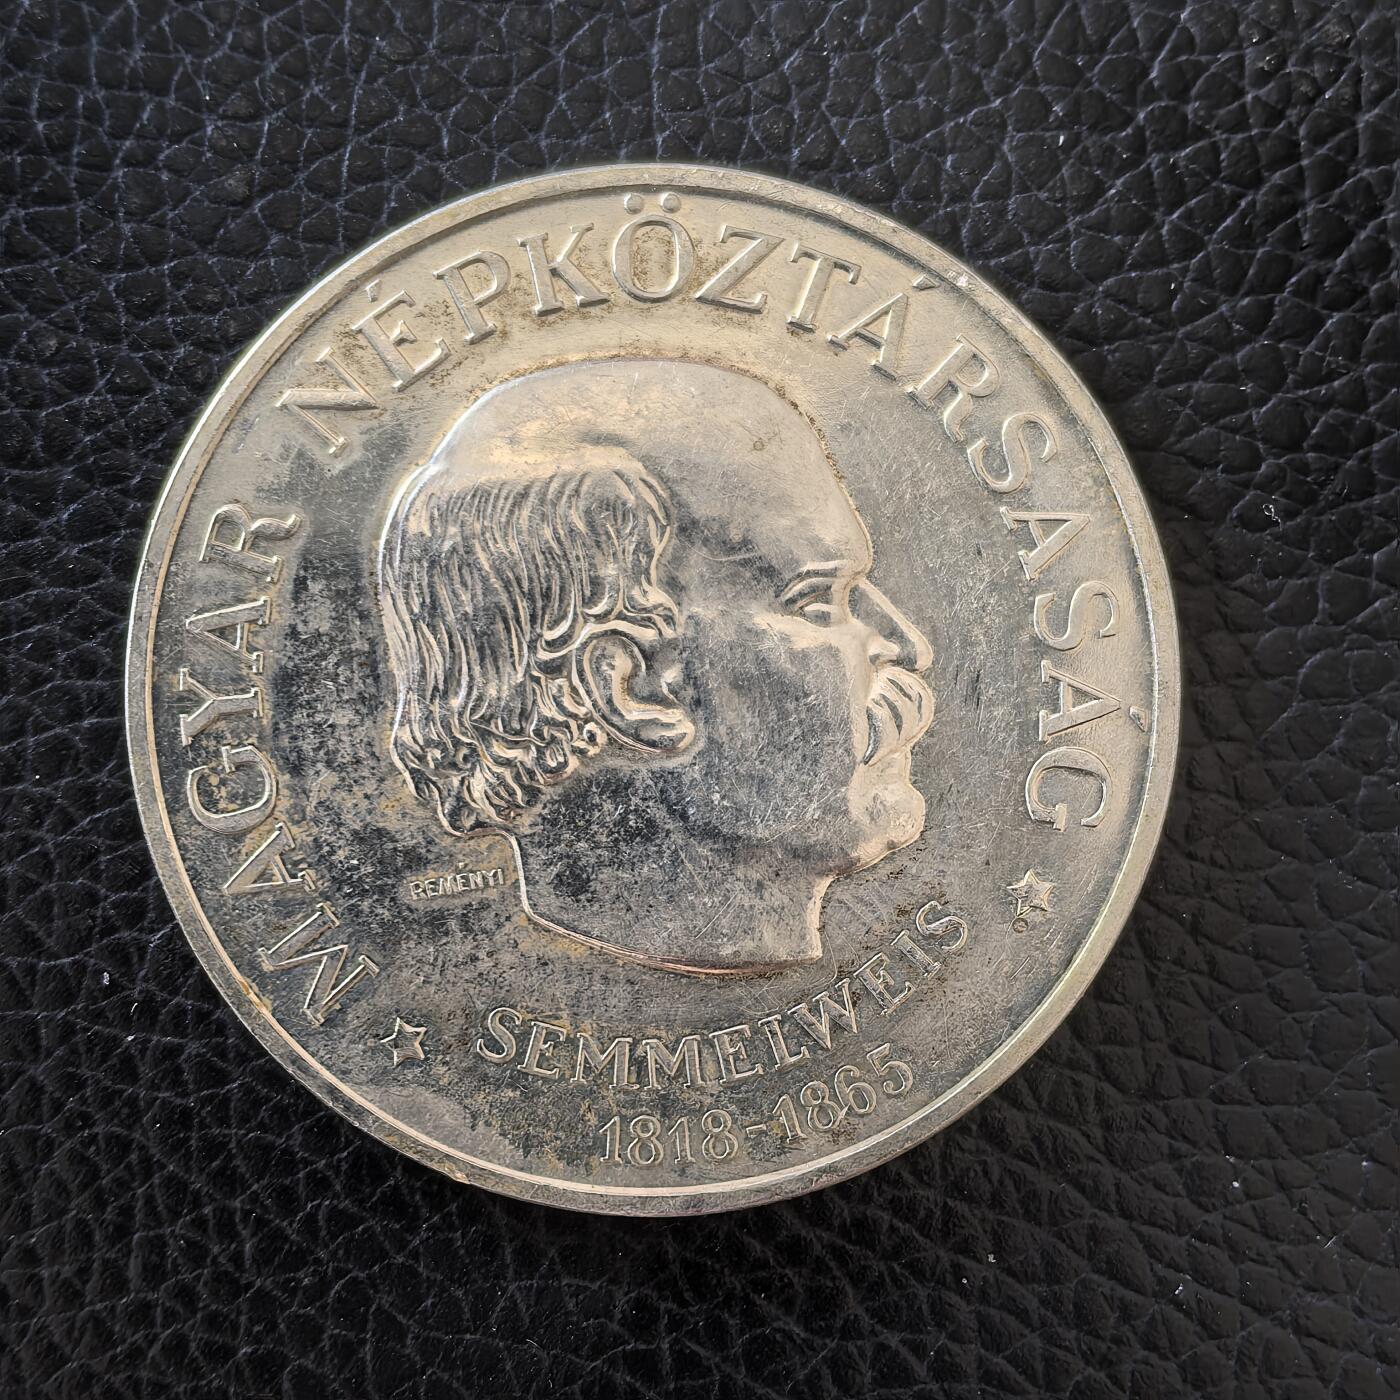 MAGYAR NÉPKÖZTÁRSASÁG
REMÉNYI
SEMMELWEIS
1818-1865